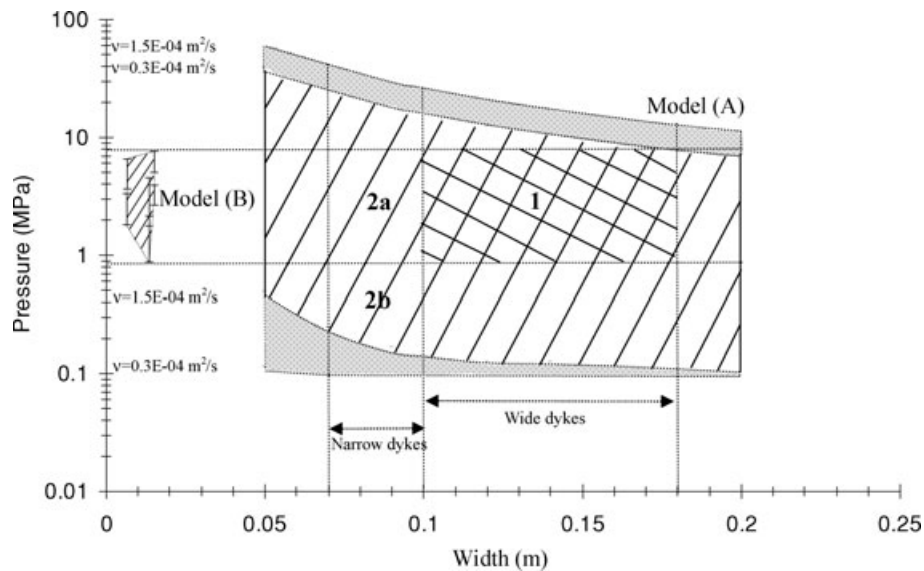 100
ν=1.5E-04 m²/s
ν=0.3E-04 m²/s
Model (A)
10
Model (B)
2a
1
1
2b
ν=1.5E-04 m²/s
ν=0.3E-04 m²/s
0.1
Wide dykes
Narrow dykes
0.01
0
0.05
0.1
0.15
0.2
0.25
Width (m)
Pressure (MPa)